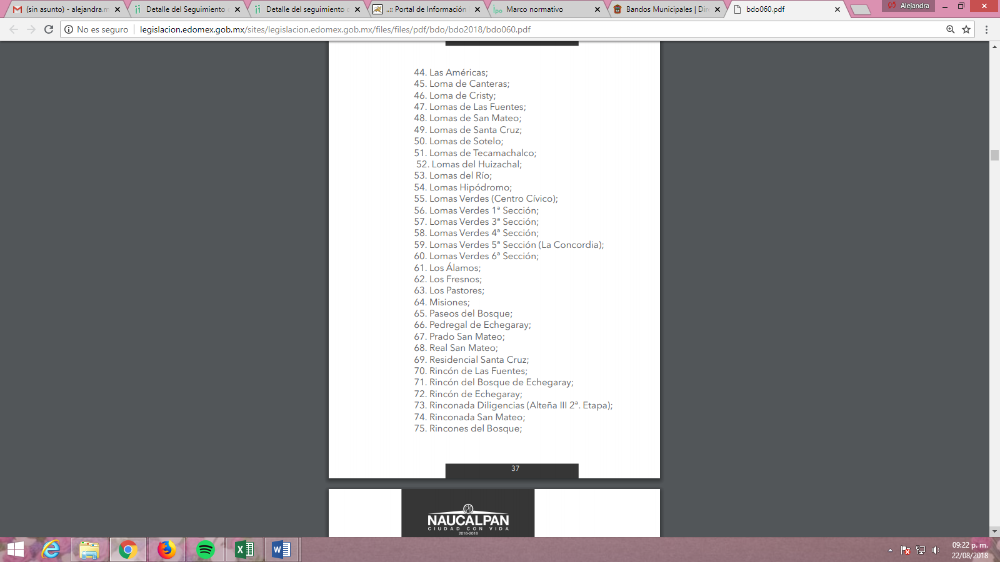 (sin asunto) - alejandra.m
Detalle del Seguimiento
Detalle del seguimiento
..:: Portal de Información
ipo Marco normativo
Bandos Municipales | Dir
bdo060.pdf
Alejandra
No es seguro
legislacion.edomex.gob.mx/sites/legislacion.edomex.gob.mx/files/files/pdf/bdo/bdo2018/bdo060.pdf
44. Las Américas;
45. Loma de Canteras;
46. Loma de Cristy;
47. Lomas de Las Fuentes;
48. Lomas de San Mateo;
49. Lomas de Santa Cruz;
50. Lomas de Sotelo;
51. Lomas de Tecamachalco;
52. Lomas del Huizachal;
53. Lomas del Río;
54. Lomas Hipódromo;
55. Lomas Verdes (Centro Cívico);
56. Lomas Verdes 1ª Sección;
57. Lomas Verdes 3ª Sección;
58. Lomas Verdes 4ª Sección;
59. Lomas Verdes 5ª Sección (La Concordia);
60. Lomas Verdes 6ª Sección;
61. Los Álamos;
62. Los Fresnos;
63. Los Pastores;
64. Misiones;
65. Paseos del Bosque;
66. Pedregal de Echegaray;
67. Prado San Mateo;
68. Real San Mateo;
69. Residencial Santa Cruz;
70. Rincón de Las Fuentes;
71. Rincón del Bosque de Echegaray;
72. Rincón de Echegaray;
73. Rinconada Diligencias (Alteña III 2ª. Etapa);
74. Rinconada San Mateo;
75. Rincones del Bosque;
37
NAUCALPAN
CIUDAD CON VIDA
2016-2018
09:22 p. m.
22/08/2018